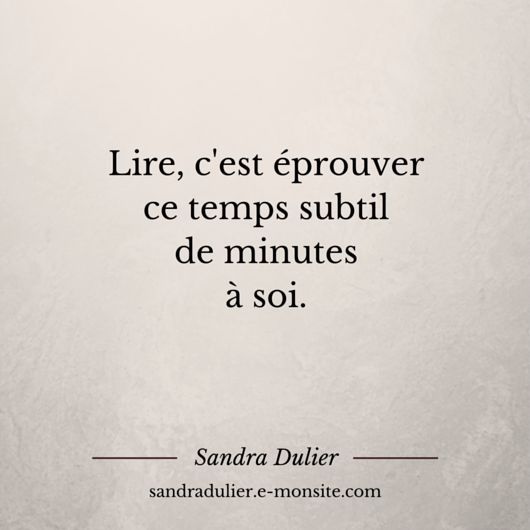 Lire, c'est éprouver
ce temps subtil
de minutes
à soi.
Sandra Dulier
sandradulier.e-monsite.com